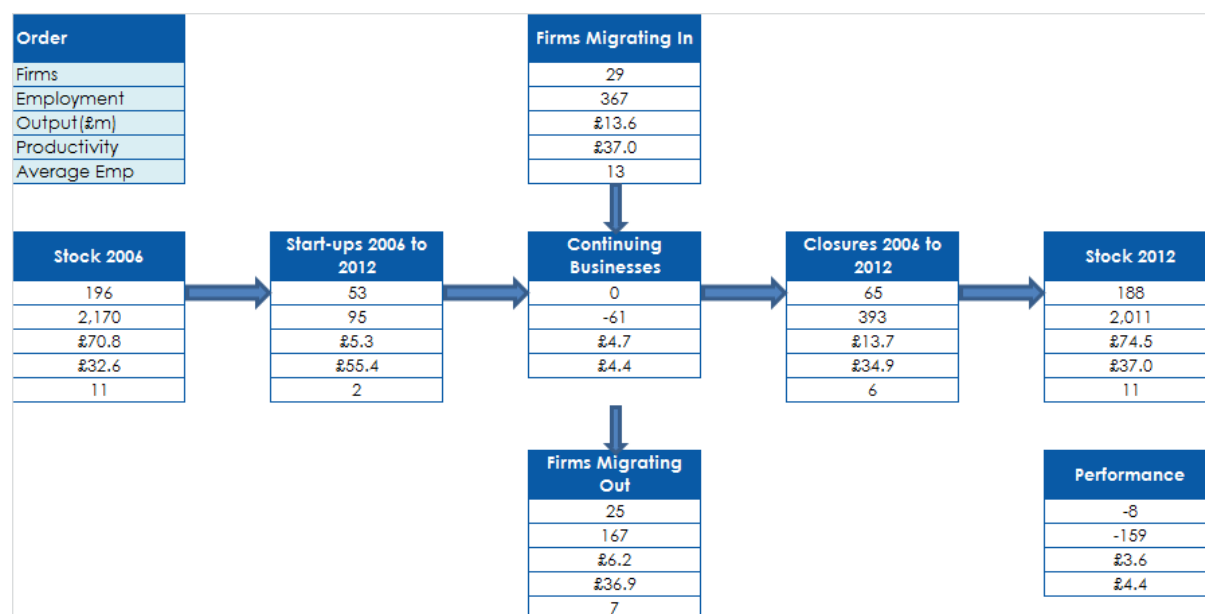 Order
Firms
Employment
Output(£m)
Productivity
Average Emp
Firms Migrating In
29
367
£13.6
£37.0
13
Stock 2006
196
2,170
£70.8
£32.6
11
Start-ups 2006 to
2012
53
95
£5.3
£55.4
2
Continuing
Businesses
0
-61
£4.7
£4.4
Closures 2006 to
2012
65
393
£13.7
£34.9
6
Stock 2012
188
2,011
£74.5
£37.0
11
Firms Migrating
Out
25
167
£6.2
£36.9
7
Performance
-8
-159
£3.6
£4.4